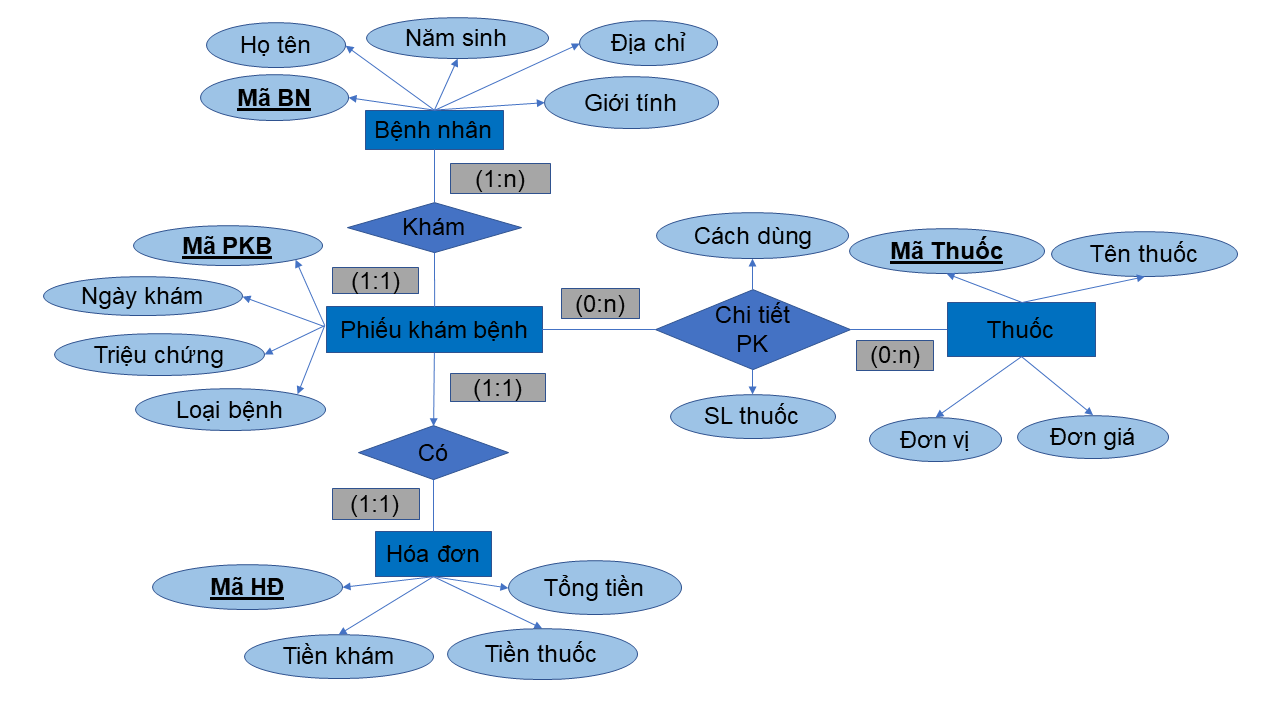 Họ tên
Năm sinh
Địa chỉ
Mã BN
Giới tính
Bệnh nhân
(1:n)
Khám
Mã PKB
Cách dùng
Mã Thuốc
Tên thuốc
(1:1)
Ngày khám
(0:n)
Phiếu khám bệnh
Chi tiết
PK
Thuốc
Triệu chứng
(0:n)
(1:1)
Loại bệnh
SL thuốc
Đơn vị
Đơn giá
Có
(1:1)
Hóa đơn
Mã HĐ
Tổng tiền
Tiền khám
Tiền thuốc